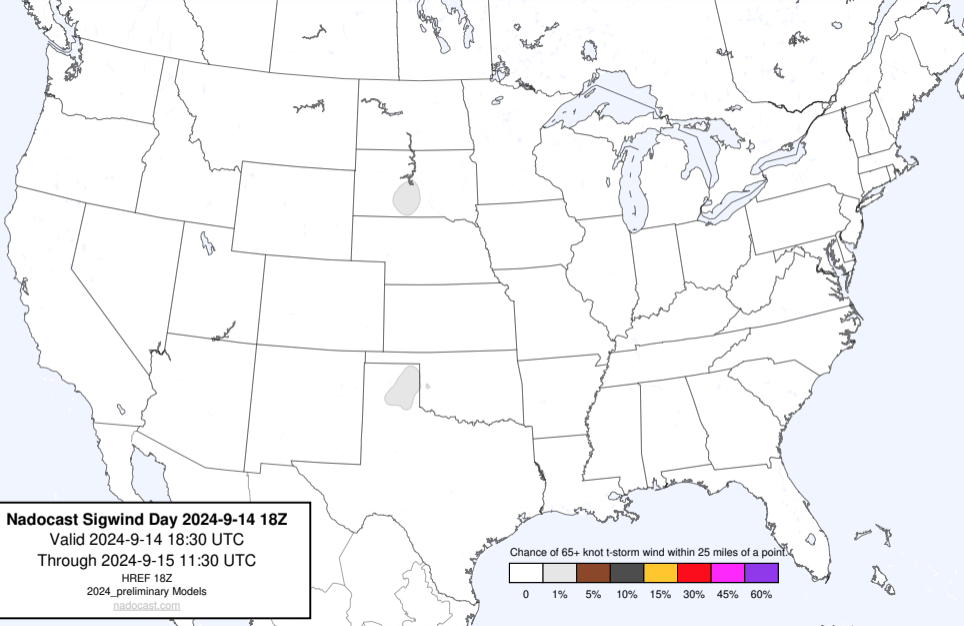 Nadocast Sigwind Day 2024-9-14 18Z
Valid 2024-9-14 18:30 UTC
Through 2024-9-15 11:30 UTC
HREF 18Z
2024_preliminary Models
nadocast.com
Chance of 65+ knot t-storm wind within 25 miles of a point.
0 1% 5% 10% 15% 30% 45% 60%